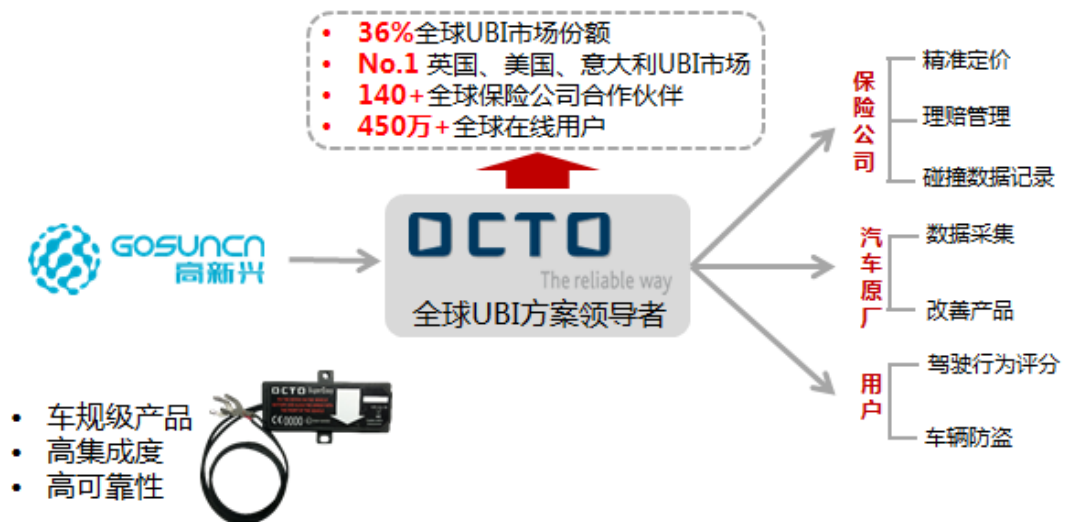 36%全球UBI市场份额
No.1 英国、美国、意大利UBI市场
140+全球保险公司合作伙伴
450万+全球在线用户
GOSUNCN
高新兴
OCTO
The reliable way
全球UBI方案领导者
保险公司
精准定价
理赔管理
碰撞数据记录
汽车原厂
数据采集
改善产品
用户
驾驶行为评分
车辆防盗
车规级产品
高集成度
高可靠性
OCTO
CE0000